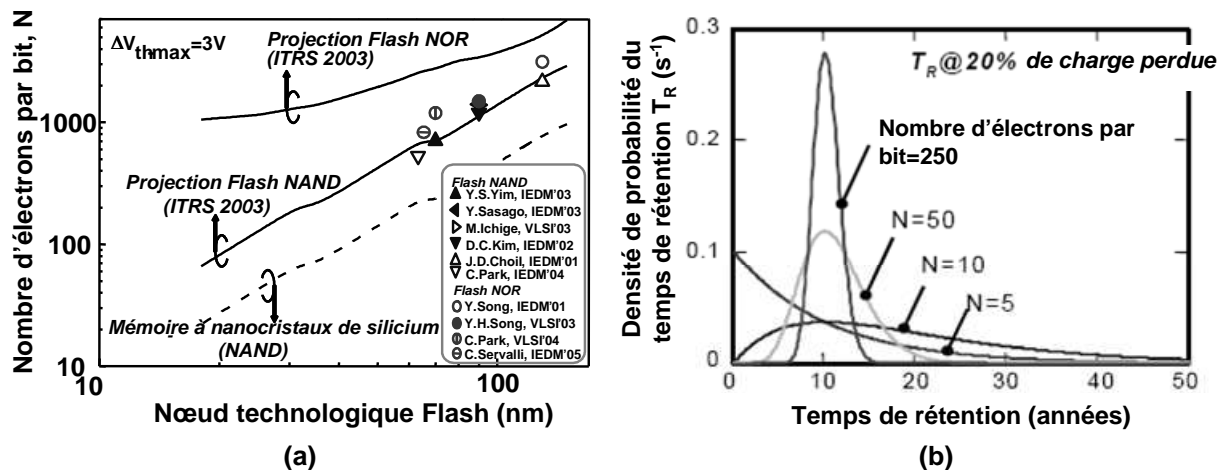 ΔV_thmax=3V
Projection Flash NOR
(ITRS 2003)
Nombre d'électrons par bit, N
1000
100
10
Projection Flash NAND
(ITRS 2003)
Mémoire à nanocristaux de silicium
(NAND)
Flash NAND
Y.S.Yim, IEDM'03
Y.Sasago, IEDM'03
M.Ichige, VLSI'03
D.C.Kim, IEDM'02
J.D.Choil, IEDM'01
C.Park, IEDM'04
Flash NOR
Y.Song, IEDM'01
Y.H.Song, VLSI'03
C.Park, VLSI'04
C.Servalli, IEDM'05
10
100
Nœud technologique Flash (nm)
(a)
Densité de probabilité du
temps de rétention T_R (s⁻¹)
0.3
0.2
0.1
0
T_R@20% de charge perdue
Nombre d'électrons par
bit=250
N=50
N=10
N=5
0
10
20
30
40
50
Temps de rétention (années)
(b)